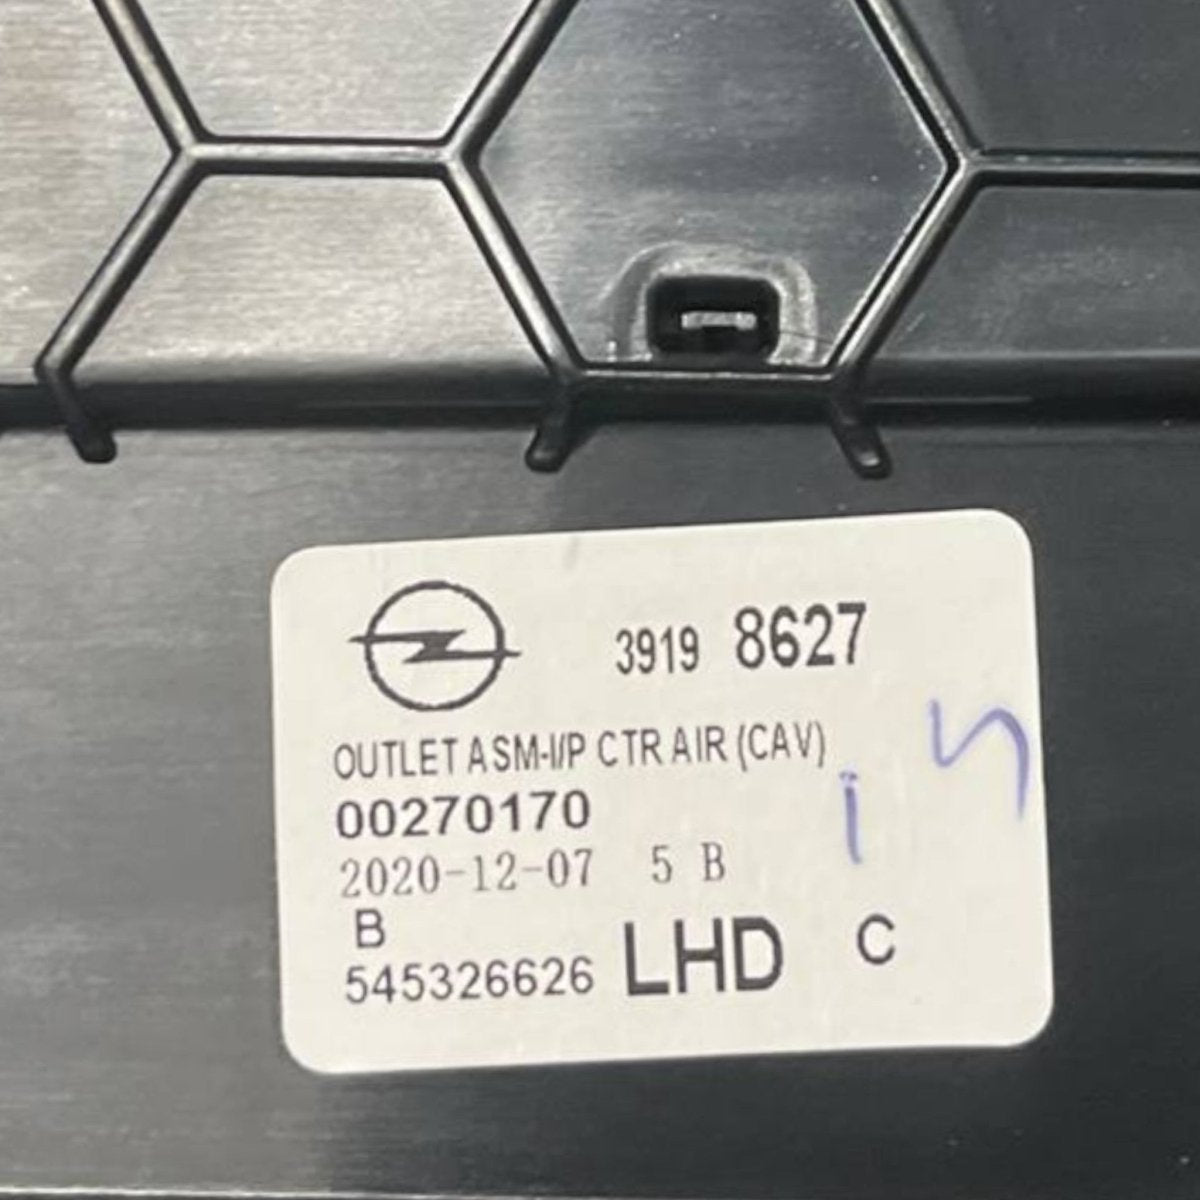 3919 8627
OUTLET ASM-I/P CTR AIR (CAV)
00270170
2020-12-07 5 B
B
545326626 LHD C